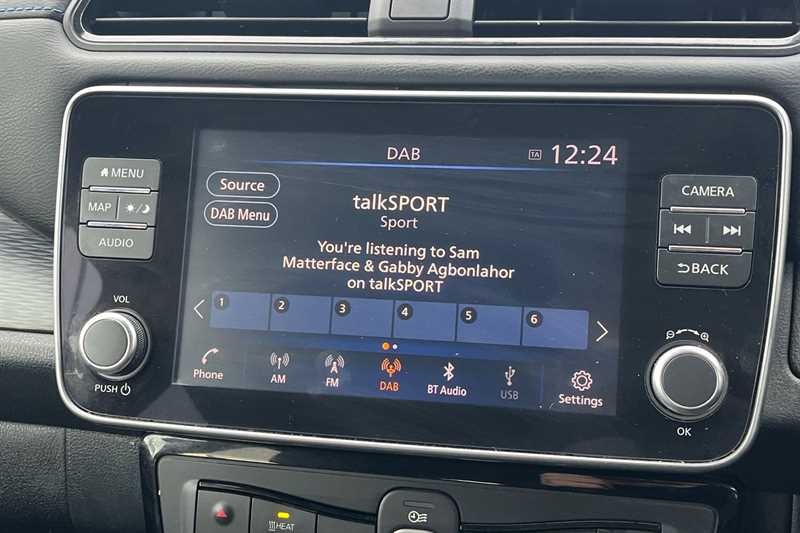 DAB
TA
12:24
MENU
MAP
AUDIO
Source
DAB Menu
talkSPORT
Sport
You're listening to Sam
Matterface & Gabby Agbonlahor
on talkSPORT
1 2 3 4 5 6
Phone
AM
FM
DAB
BT Audio
USB
Settings
CAMERA
BACK
VOL
PUSH
OK
HEAT